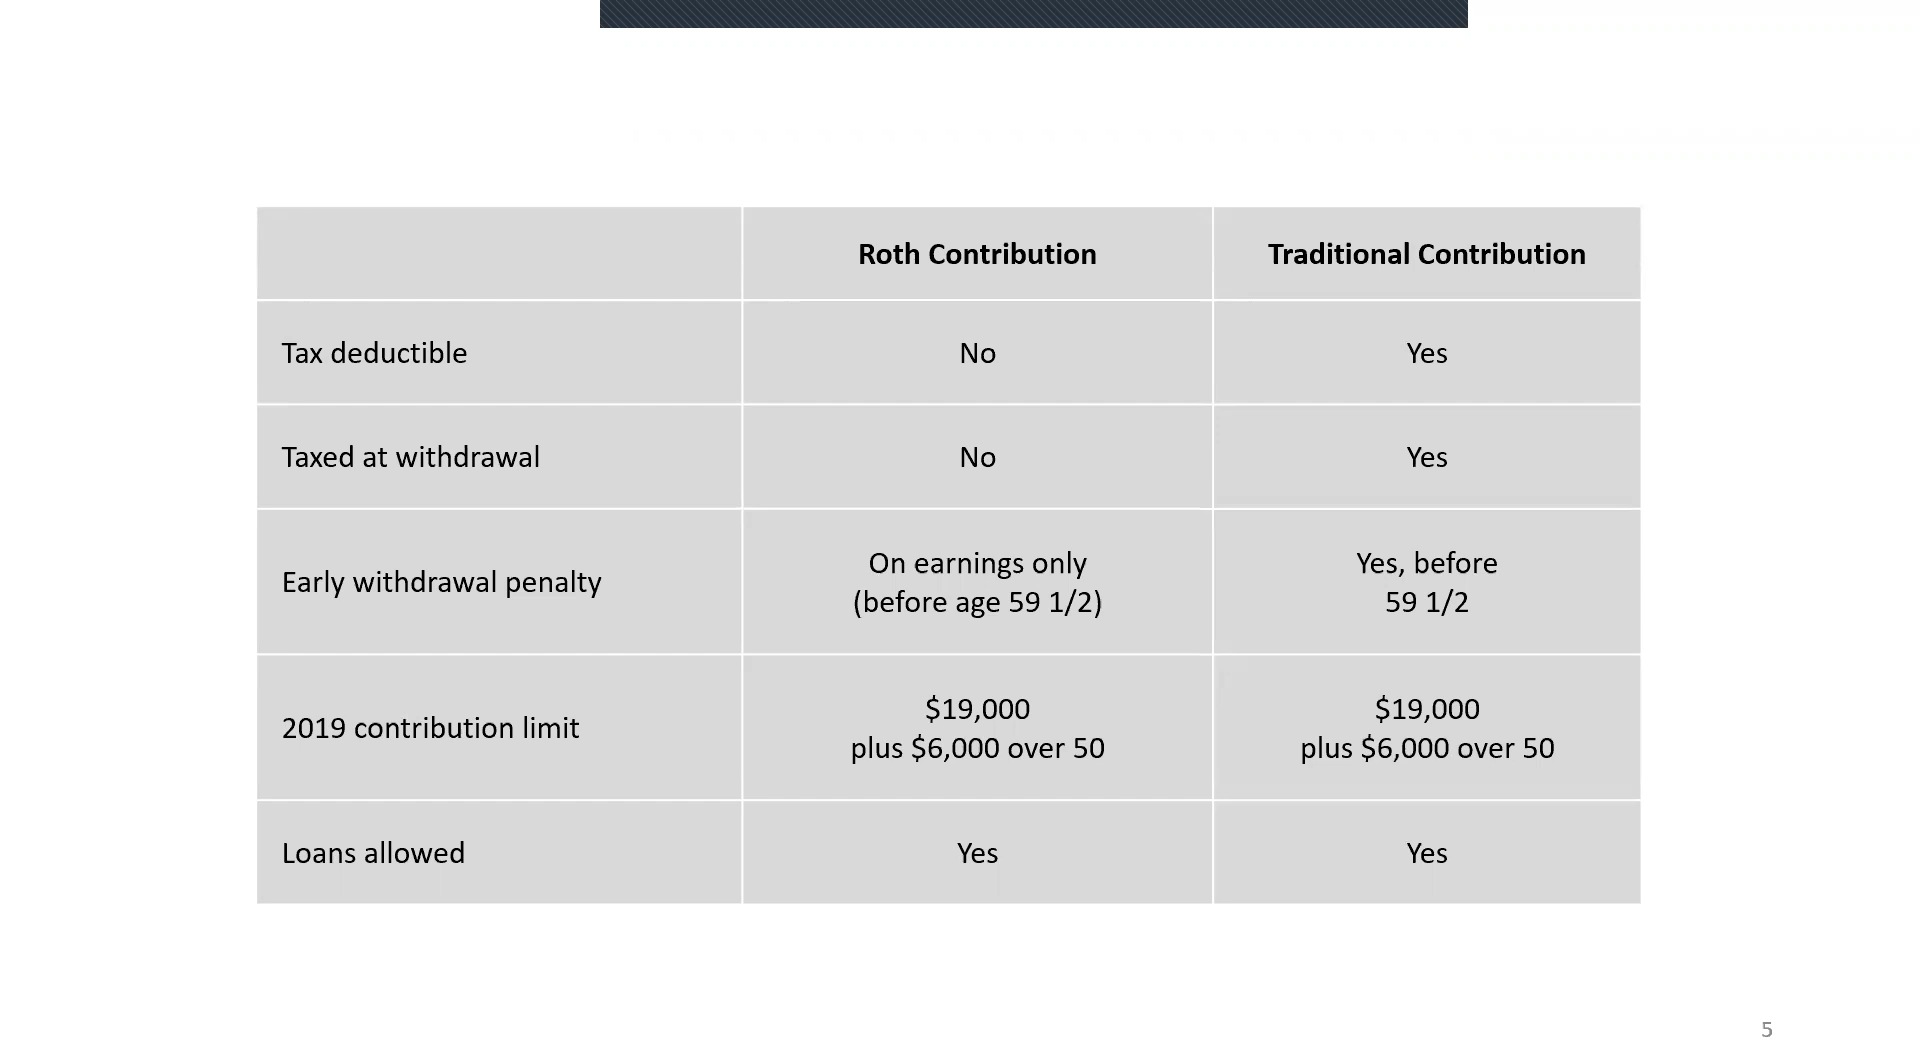 Roth Contribution
Traditional Contribution
Tax deductible
No
Yes
Taxed at withdrawal
No
Yes
Early withdrawal penalty
On earnings only
(before age 59 1/2)
Yes, before
59 1/2
2019 contribution limit
$19,000
plus $6,000 over 50
$19,000
plus $6,000 over 50
Loans allowed
Yes
Yes
5